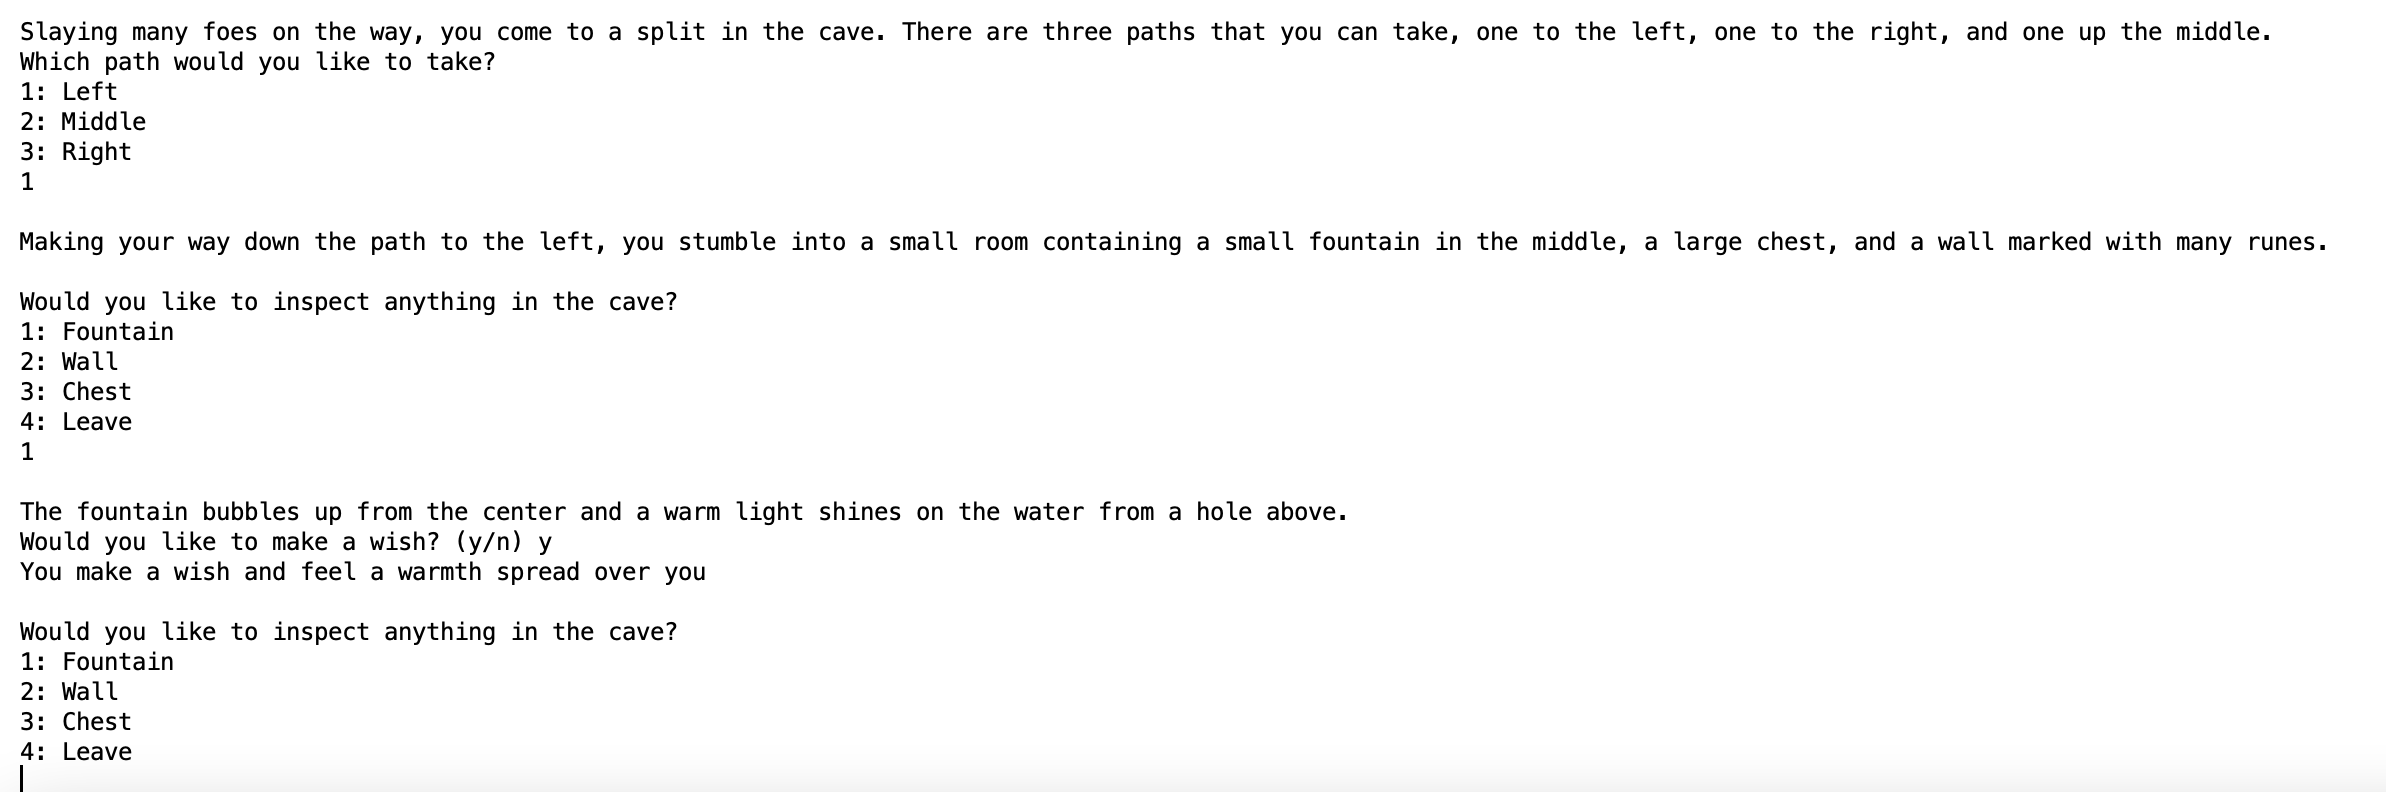 Slaying many foes on the way, you come to a split in the cave. There are three paths that you can take, one to the left, one to the right, and one up the middle.
Which path would you like to take?
1: Left
2: Middle
3: Right
1
Making your way down the path to the left, you stumble into a small room containing a small fountain in the middle, a large chest, and a wall marked with many runes.
Would you like to inspect anything in the cave?
1: Fountain
2: Wall
3: Chest
4: Leave
1
The fountain bubbles up from the center and a warm light shines on the water from a hole above.
Would you like to make a wish? (y/n) y
You make a wish and feel a warmth spread over you
Would you like to inspect anything in the cave?
1: Fountain
2: Wall
3: Chest
4: Leave